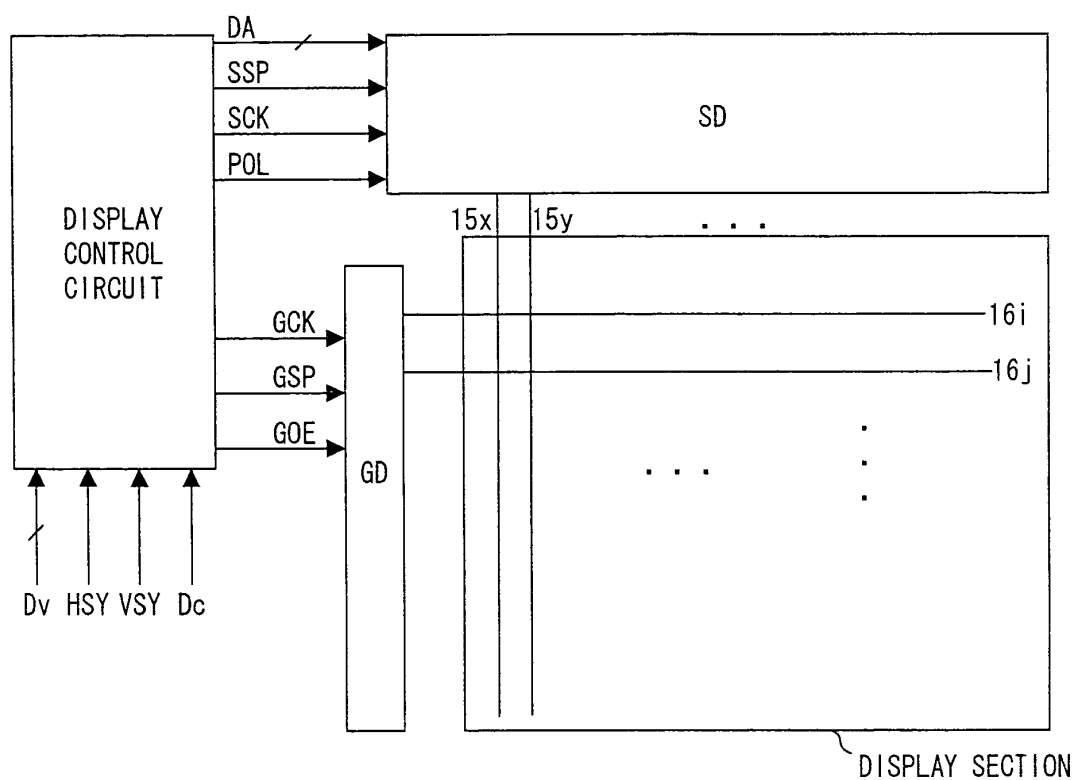 DA
SSP
SCK
POL
SD
DISPLAY
CONTROL
CIRCUIT
15x
15y
GCK
GSP
GOE
GD
16i
16j
Dv
HSY
VSY
Dc
DISPLAY SECTION